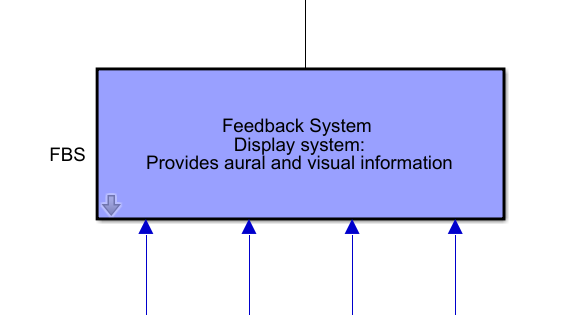 Feedback System
Display system:
FBS
Provides aural and visual information